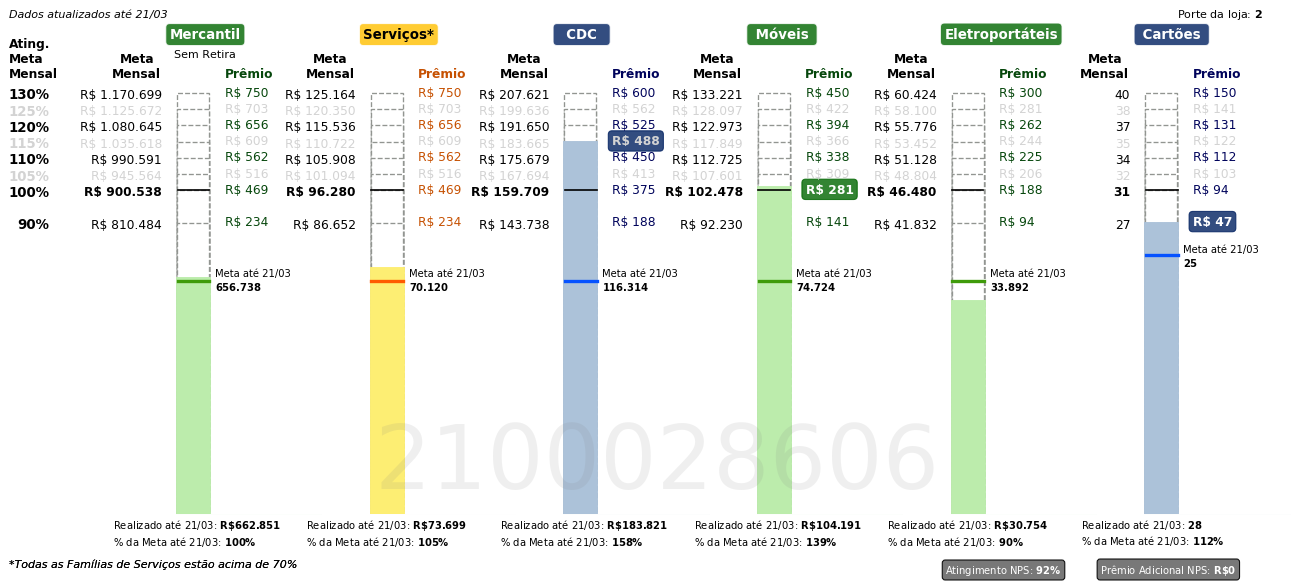 Dados atualizados até 21/03 Porte da loja: 2
Mercantil Serviços* CDC Móveis Eletroportáteis Cartões
Sem Retira
Ating. Meta Mensal Meta Mensal Prêmio Meta Mensal Prêmio Meta Mensal Prêmio Meta Mensal Prêmio Meta Mensal Prêmio Meta Mensal Prêmio
130% R$ 1.170.699 R$ 750 R$ 125.164 R$ 750 R$ 207.621 R$ 600 R$ 133.221 R$ 450 R$ 60.424 R$ 300 40 R$ 150
125% R$ 1.125.672 R$ 703 R$ 120.350 R$ 703 R$ 199.636 R$ 562 R$ 128.097 R$ 422 R$ 58.100 R$ 281 38 R$ 141
120% R$ 1.080.645 R$ 656 R$ 115.536 R$ 656 R$ 191.650 R$ 525 R$ 122.973 R$ 394 R$ 55.776 R$ 262 37 R$ 131
115% R$ 1.035.618 R$ 609 R$ 110.722 R$ 609 R$ 183.665 R$ 488 R$ 117.849 R$ 366 R$ 53.452 R$ 244 35 R$ 122
110% R$ 990.591 R$ 562 R$ 105.908 R$ 562 R$ 175.679 R$ 450 R$ 112.725 R$ 338 R$ 51.128 R$ 225 34 R$ 112
105% R$ 945.564 R$ 516 R$ 101.094 R$ 516 R$ 167.694 R$ 413 R$ 107.601 R$ 309 R$ 48.804 R$ 206 32 R$ 103
100% R$ 900.538 R$ 469 R$ 96.280 R$ 469 R$ 159.709 R$ 375 R$ 102.478 R$ 281 R$ 46.480 R$ 188 31 R$ 94
90% R$ 810.484 R$ 234 R$ 86.652 R$ 234 R$ 143.738 R$ 188 R$ 92.230 R$ 141 R$ 41.832 R$ 94 27 R$ 47
Meta até 21/03 Meta até 21/03 Meta até 21/03 Meta até 21/03 Meta até 21/03 Meta até 21/03
656.738 70.120 116.314 74.724 33.892 25
2100028606
Realizado até 21/03: R$662.851 Realizado até 21/03: R$73.699 Realizado até 21/03: R$183.821 Realizado até 21/03: R$104.191 Realizado até 21/03: R$30.754 Realizado até 21/03: 28
% da Meta até 21/03: 100% % da Meta até 21/03: 105% % da Meta até 21/03: 158% % da Meta até 21/03: 139% % da Meta até 21/03: 90% % da Meta até 21/03: 112%
*Todas as Famílias de Serviços estão acima de 70% Atingimento NPS: 92% Prêmio Adicional NPS: R$0